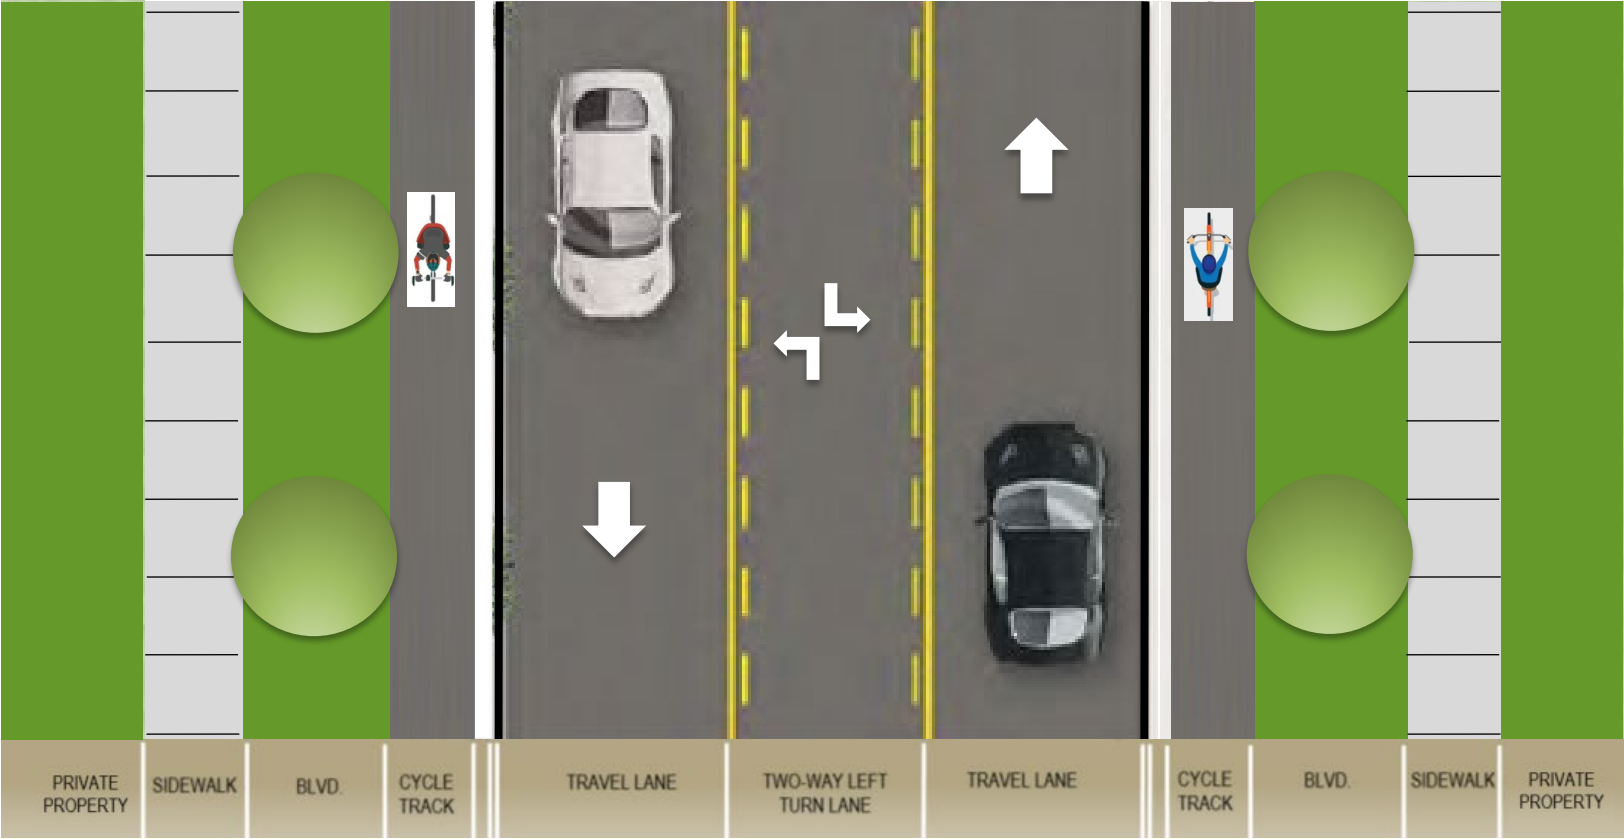 PRIVATE
PROPERTY
SIDEWALK
BLVD.
CYCLE
TRACK
TRAVEL LANE
TWO-WAY LEFT
TURN LANE
TRAVEL LANE
CYCLE
TRACK
BLVD.
SIDEWALK
PRIVATE
PROPERTY